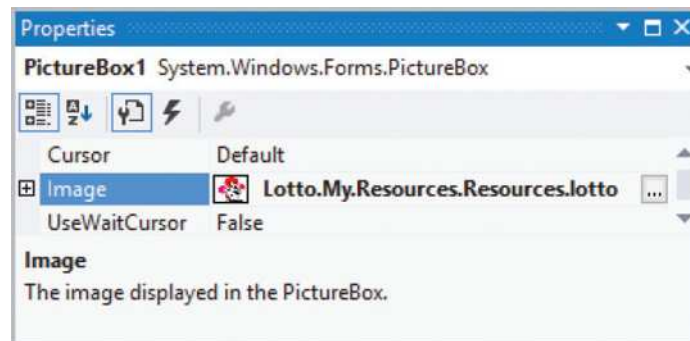 Properties
PictureBox1 System.Windows.Forms.PictureBox
Cursor Default
Image Lotto.My.Resources.Resources.lotto ...
UseWaitCursor False
Image
The image displayed in the PictureBox.